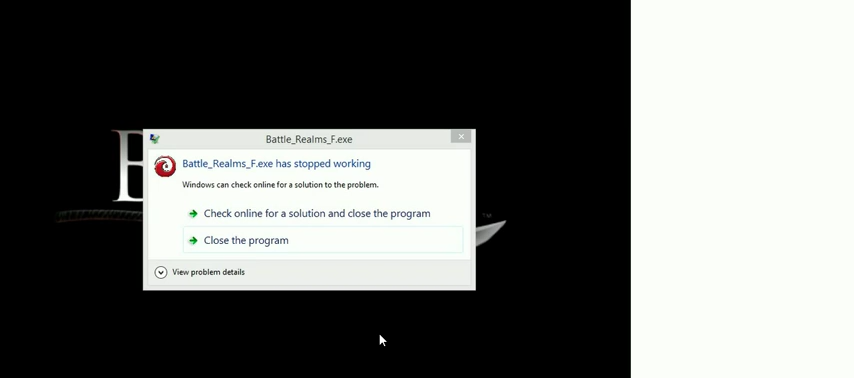 Battle_Realms_F.exe
Battle_Realms_F.exe has stopped working
Windows can check online for a solution to the problem.
Check online for a solution and close the program
Close the program
View problem details
B
TM